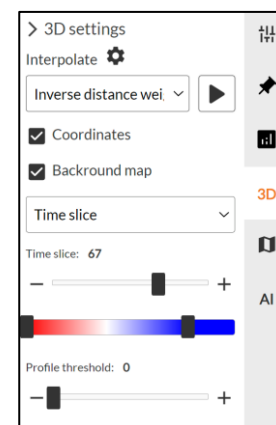 3D settings
Interpolate
Inverse distance wei
Coordinates
Backround map
3D
Time slice
Time slice: 67
AI
− +
Profile threshold: 0
− +